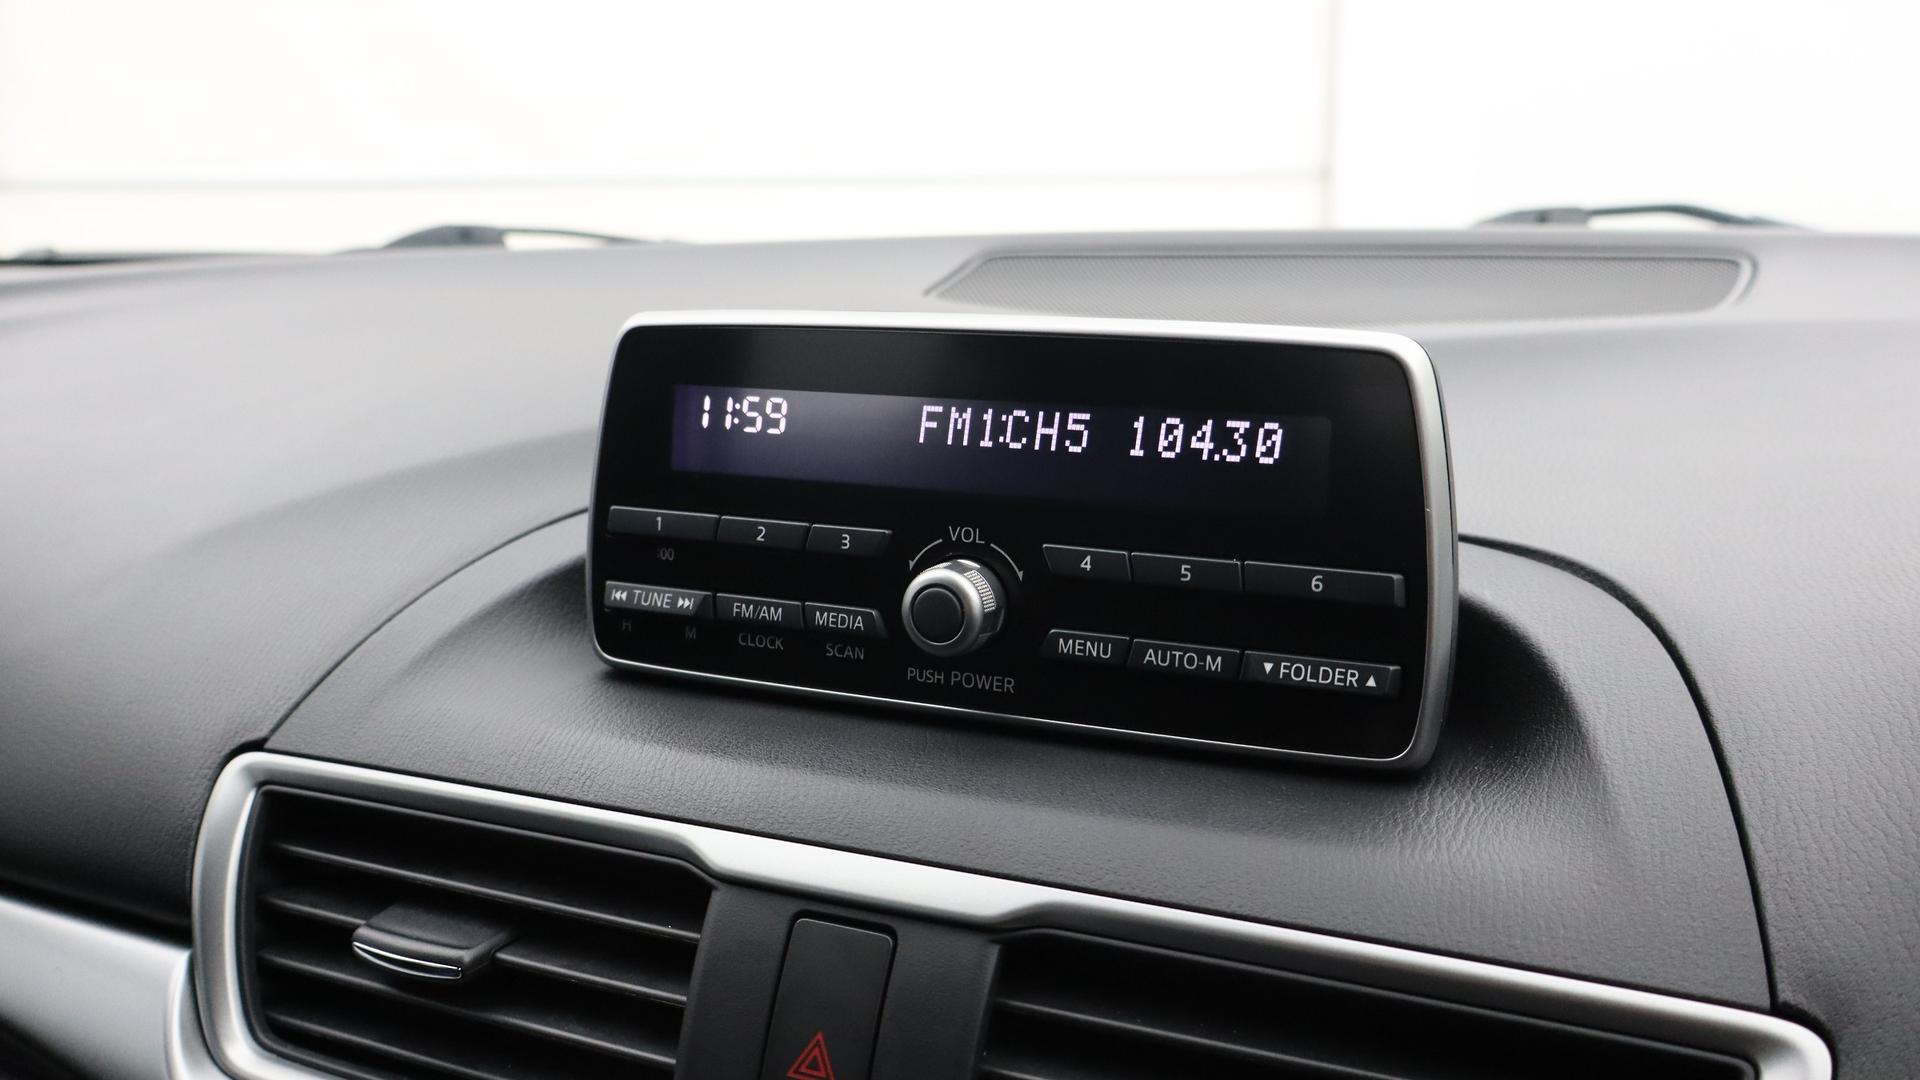 11:59 FM1:CH5 104.30
1 2 3 VOL 4 5 6
:00
TUNE FM/AM MEDIA MENU AUTO-M ▼FOLDER▲
H M CLOCK SCAN
PUSH POWER